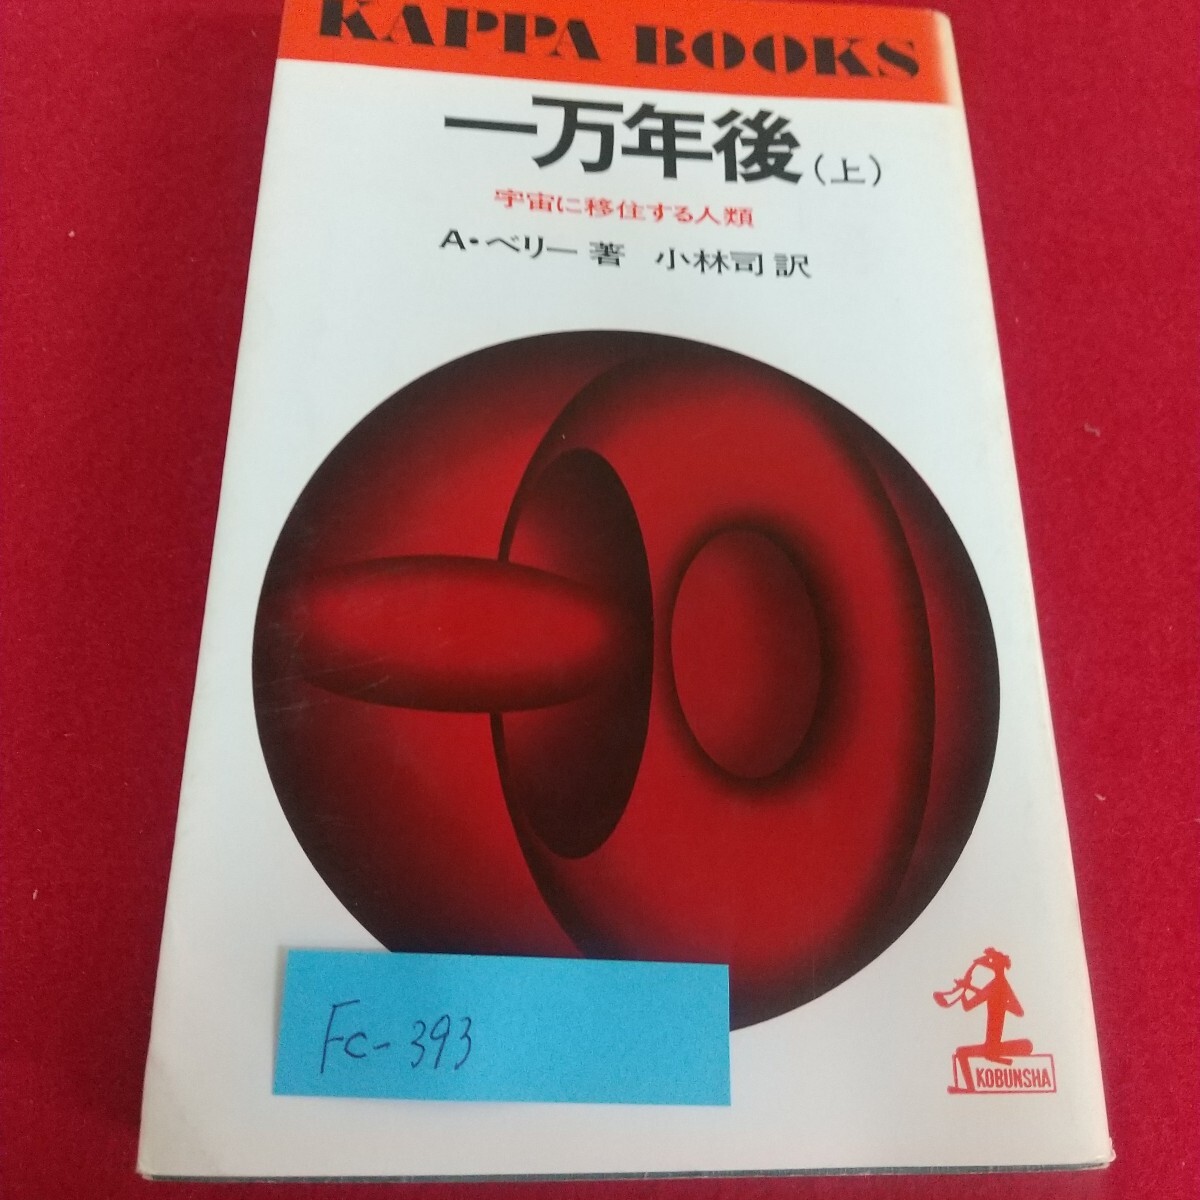 KAPPA BOOKS
一万年後(上)
宇宙に移住する人類
A・ベリー 著 小林司 訳
Fc-393
KOBUNSHA